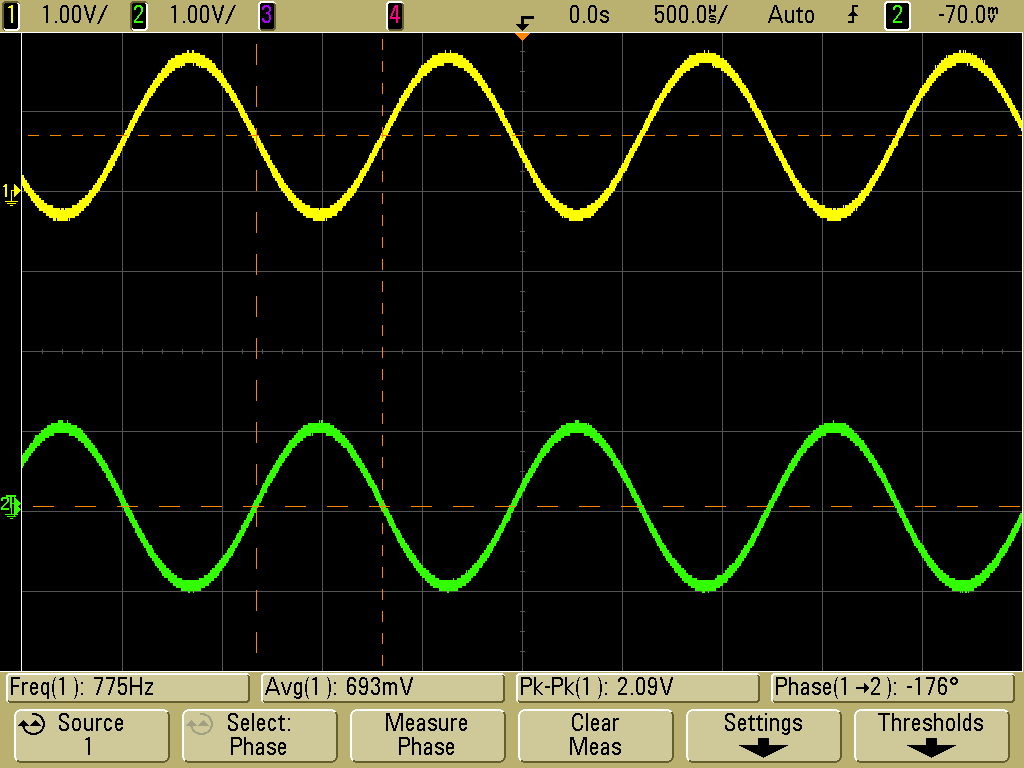 1 1.00V/ 2 1.00V/ 3 4 0.0s 500.0µs/ Auto 2 -70.0mV
1
2
Freq(1): 775Hz Avg(1): 693mV Pk-Pk(1): 2.09V Phase(1→2): -176°
Source Select: Measure Clear Settings Thresholds
1 Phase Phase Meas